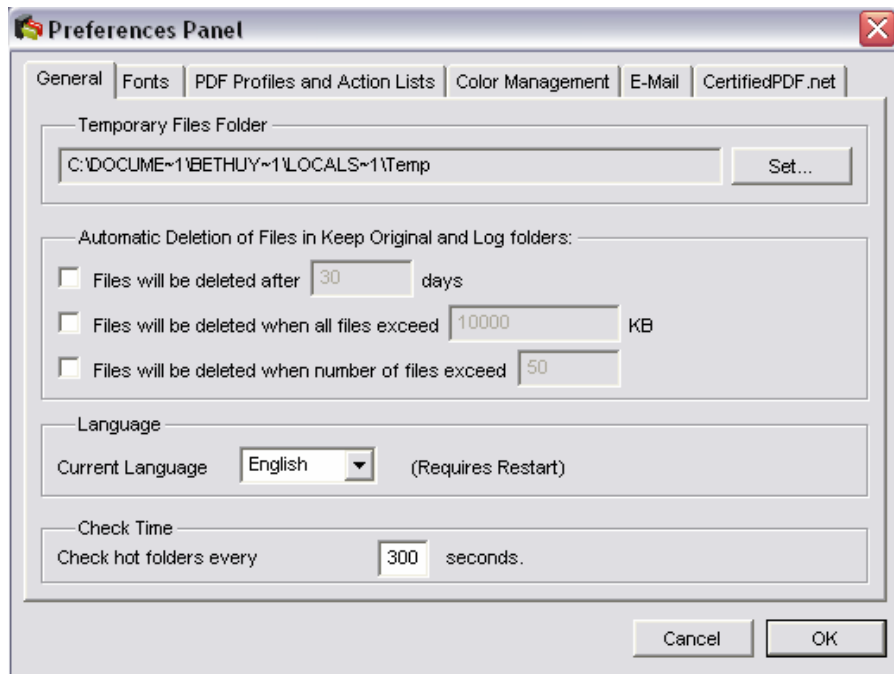 Preferences Panel
General Fonts PDF Profiles and Action Lists Color Management E-Mail CertifiedPDF.net
Temporary Files Folder
C:\DOCUME~1\BETHUY~1\LOCALS~1\Temp Set...
Automatic Deletion of Files in Keep Original and Log folders:
Files will be deleted after 30 days
Files will be deleted when all files exceed 10000 KB
Files will be deleted when number of files exceed 50
Language
Current Language English (Requires Restart)
Check Time
Check hot folders every 300 seconds.
Cancel OK